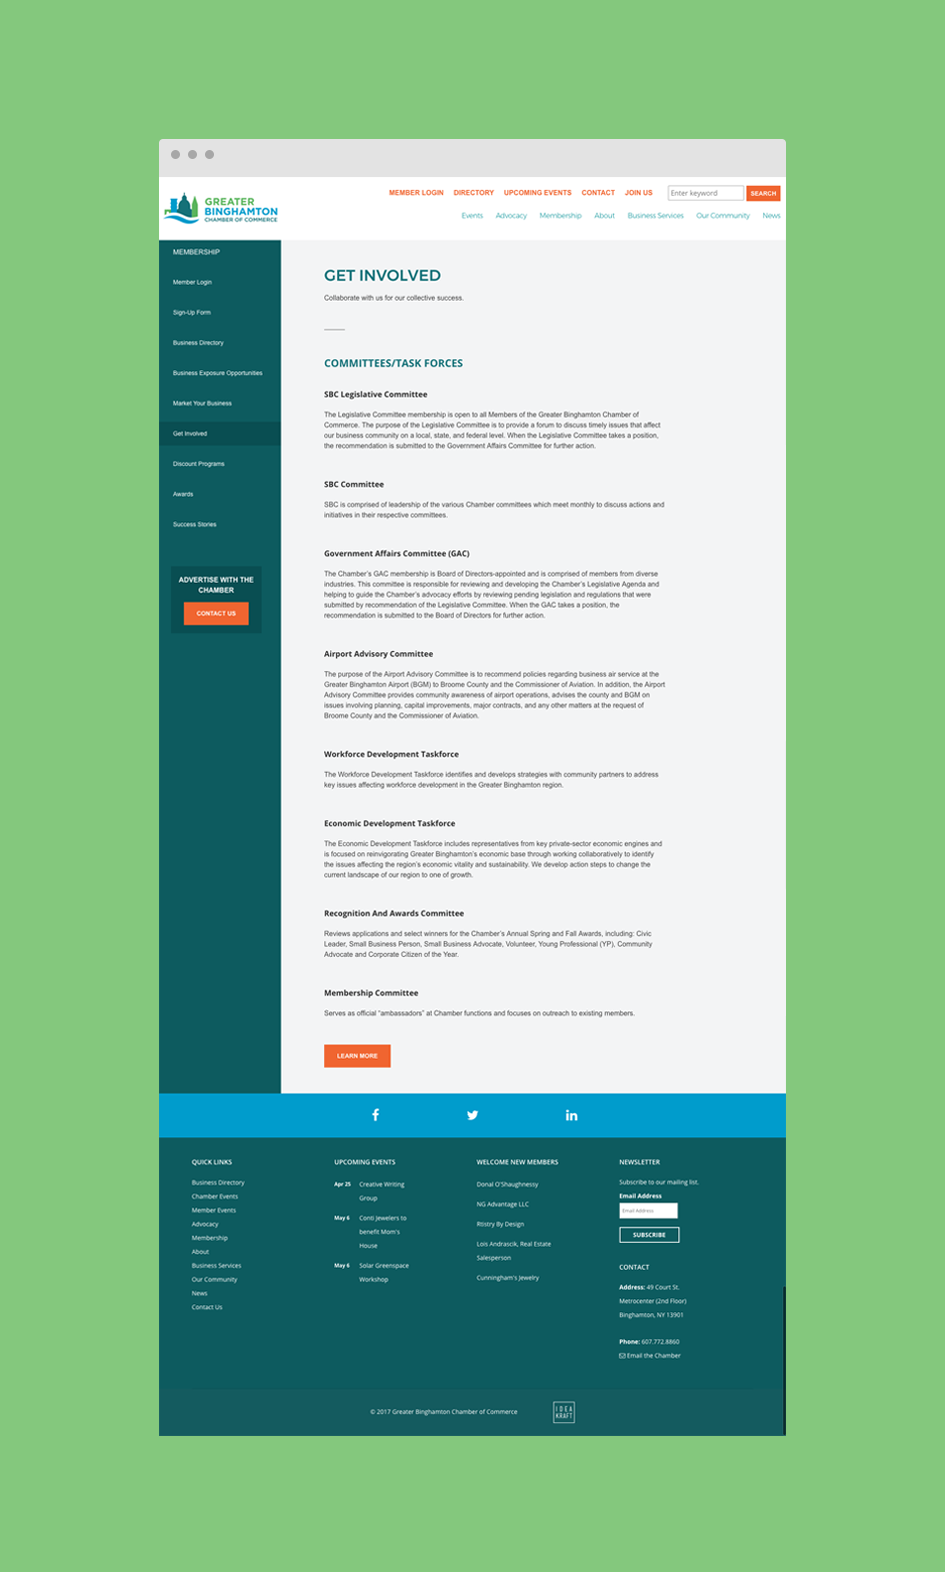 GREATER
BINGHAMTON
CHAMBER OF COMMERCE
MEMBER LOGIN DIRECTORY UPCOMING EVENTS CONTACT JOIN US Enter keyword SEARCH
Events Advocacy Membership About Business Services Our Community News
MEMBERSHIP
Member Login
Sign-Up Form
Business Directory
Business Exposure Opportunities
Market Your Business
Get Involved
Discount Programs
Awards
Success Stories
ADVERTISE WITH THE
CHAMBER
CONTACT US
GET INVOLVED
Collaborate with us for our collective success.
COMMITTEES/TASK FORCES
SBC Legislative Committee
The Legislative Committee membership is open to all Members of the Greater Binghamton Chamber of
Commerce. The purpose of the Legislative Committee is to provide a forum to discuss timely issues that affect
our business community on a local, state, and federal level. When the Legislative Committee takes a position,
the recommendation is submitted to the Government Affairs Committee for further action.
SBC Committee
SBC is comprised of leadership of the various Chamber committees which meet monthly to discuss actions and
initiatives in their respective committees.
Government Affairs Committee (GAC)
The Chamber's GAC membership is Board of Directors-appointed and is comprised of members from diverse
industries. This committee is responsible for reviewing and developing the Chamber's Legislative Agenda and
helping to guide the Chamber's advocacy efforts by reviewing pending legislation and regulations that were
submitted by recommendation of the Legislative Committee. When the GAC takes a position, the
recommendation is submitted to the Board of Directors for further action.
Airport Advisory Committee
The purpose of the Airport Advisory Committee is to recommend policies regarding business air service at the
Greater Binghamton Airport (BGM) to Broome County and the Commissioner of Aviation. In addition, the Airport
Advisory Committee provides community awareness of airport operations, advises the county and BGM on
issues involving planning, capital improvements, major contracts, and any other matters at the request of
Broome County and the Commissioner of Aviation.
Workforce Development Taskforce
The Workforce Development Taskforce identifies and develops strategies with community partners to address
key issues affecting workforce development in the Greater Binghamton region.
Economic Development Taskforce
The Economic Development Taskforce includes representatives from key private-sector economic engines and
is focused on reinvigorating Greater Binghamton's economic base through working collaboratively to identify
the issues affecting the region's economic vitality and sustainability. We develop action steps to change the
current landscape of our region to one of growth.
Recognition And Awards Committee
Reviews applications and select winners for the Chamber's Annual Spring and Fall Awards, including: Civic
Leader, Small Business Person, Small Business Advocate, Volunteer, Young Professional (YP), Community
Advocate and Corporate Citizen of the Year.
Membership Committee
Serves as official "ambassadors" at Chamber functions and focuses on outreach to existing members.
LEARN MORE
QUICK LINKS
Business Directory
Chamber Events
Member Events
Advocacy
Membership
About
Business Services
Our Community
News
Contact Us
UPCOMING EVENTS
Apr 25 Creative Writing
Group
May 6 Conti Jewelers to
benefit Mom's
House
May 6 Solar Greenspace
Workshop
WELCOME NEW MEMBERS
Donal O'Shaughnessy
NG Advantage LLC
Rtistry By Design
Lois Andrascik, Real Estate
Salesperson
Cunningham's Jewelry
NEWSLETTER
Subscribe to our mailing list.
Email Address
Email Address
SUBSCRIBE
CONTACT
Address: 49 Court St.
Metrocenter (2nd Floor)
Binghamton, NY 13901
Phone: 607.772.8860
Email the Chamber
© 2017 Greater Binghamton Chamber of Commerce
IDEA
KRAFT